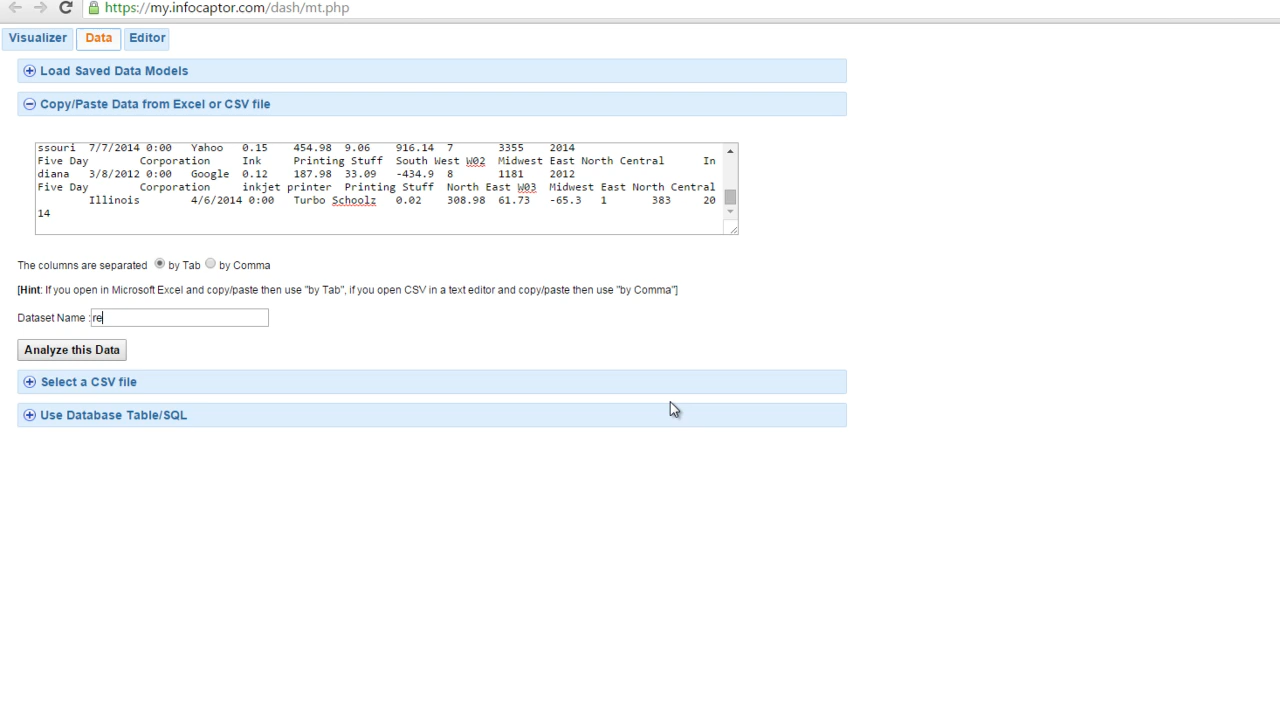 https://my.infocaptor.com/dash/mt.php
Visualizer Data Editor
Load Saved Data Models
Copy/Paste Data from Excel or CSV file
ssouri 7/7/2014 0:00 Yahoo 0.15 454.98 9.06 916.14 7 3355 2014
Five Day Corporation Ink Printing Stuff South West W02 Midwest East North Central In
diana 3/8/2012 0:00 Google 0.12 187.98 33.09 -434.9 8 1181 2012
Five Day Corporation inkjet printer Printing Stuff North East W03 Midwest East North Central
Illinois 4/6/2014 0:00 Turbo Schoolz 0.02 308.98 61.73 -65.3 1 383 20
14
The columns are separated by Tab by Comma
[Hint: If you open in Microsoft Excel and copy/paste then use "by Tab", if you open CSV in a text editor and copy/paste then use "by Comma"]
Dataset Name : re
Analyze this Data
Select a CSV file
Use Database Table/SQL